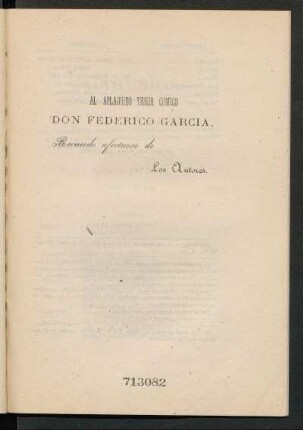 AL APLAUDIDO TENOR CÓMICO
DON FEDERICO GARCIA.
Recuerdo afectuoso de
Los Autores.
713082